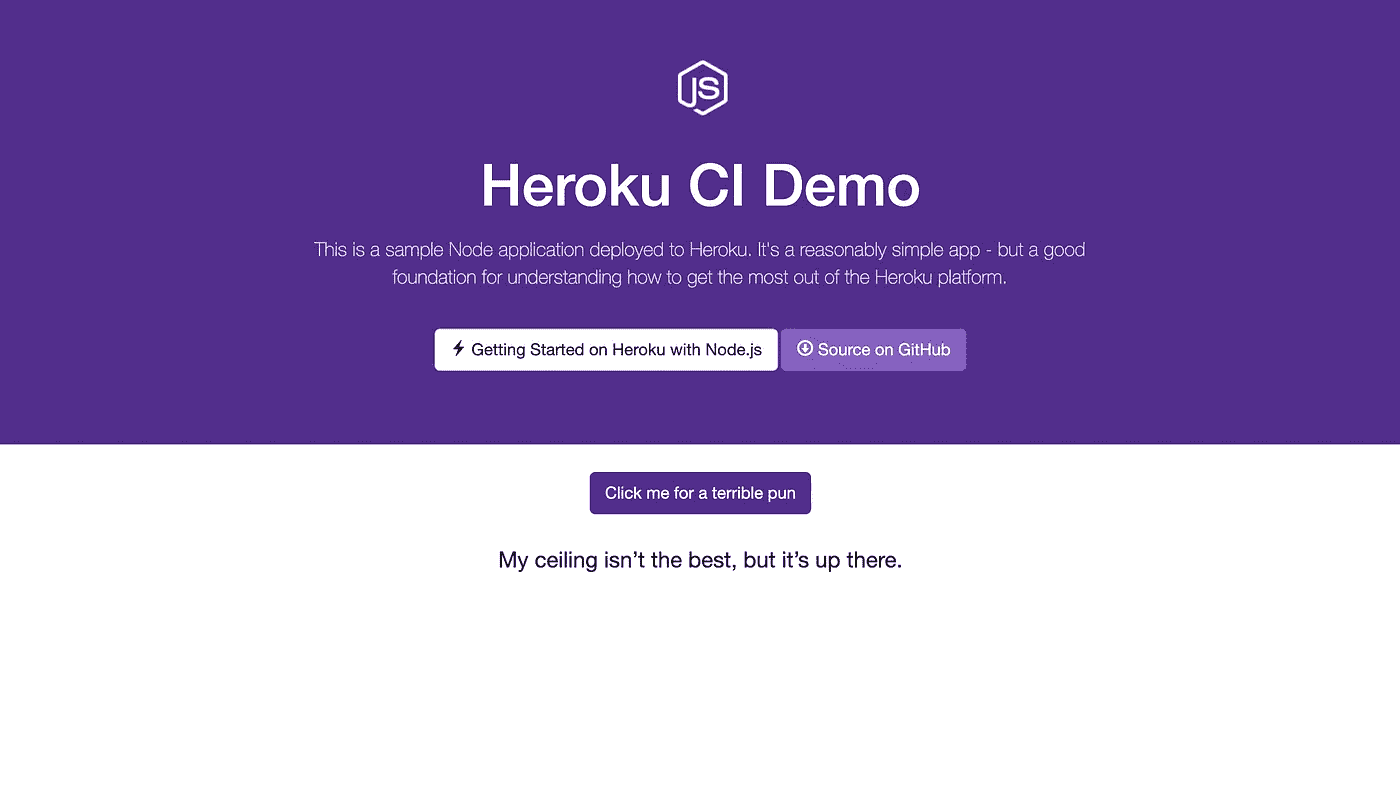 JS
Heroku CI Demo
This is a sample Node application deployed to Heroku. It's a reasonably simple app - but a good
foundation for understanding how to get the most out of the Heroku platform.
Getting Started on Heroku with Node.js
Source on GitHub
Click me for a terrible pun
My ceiling isn’t the best, but it’s up there.